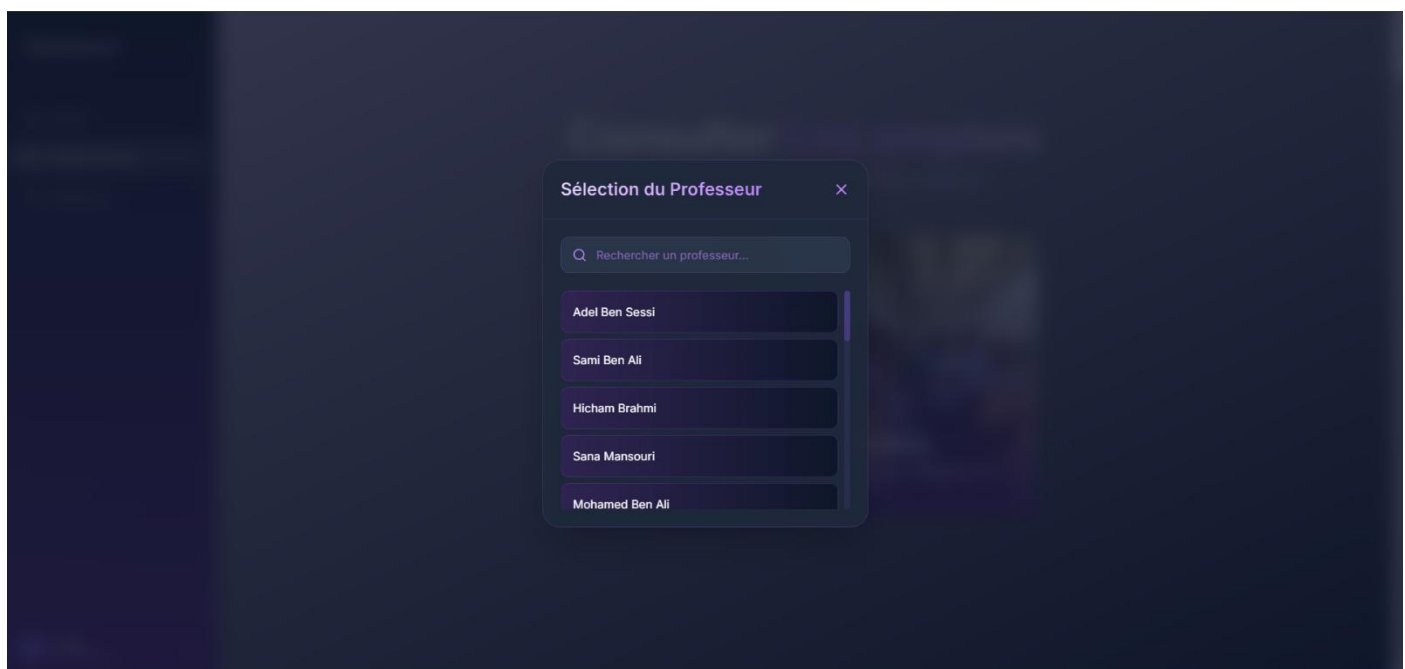 Sélection du Professeur
Rechercher un professeur...
Adel Ben Sessi
Sami Ben Ali
Hicham Brahmi
Sana Mansouri
Mohamed Ben Ali